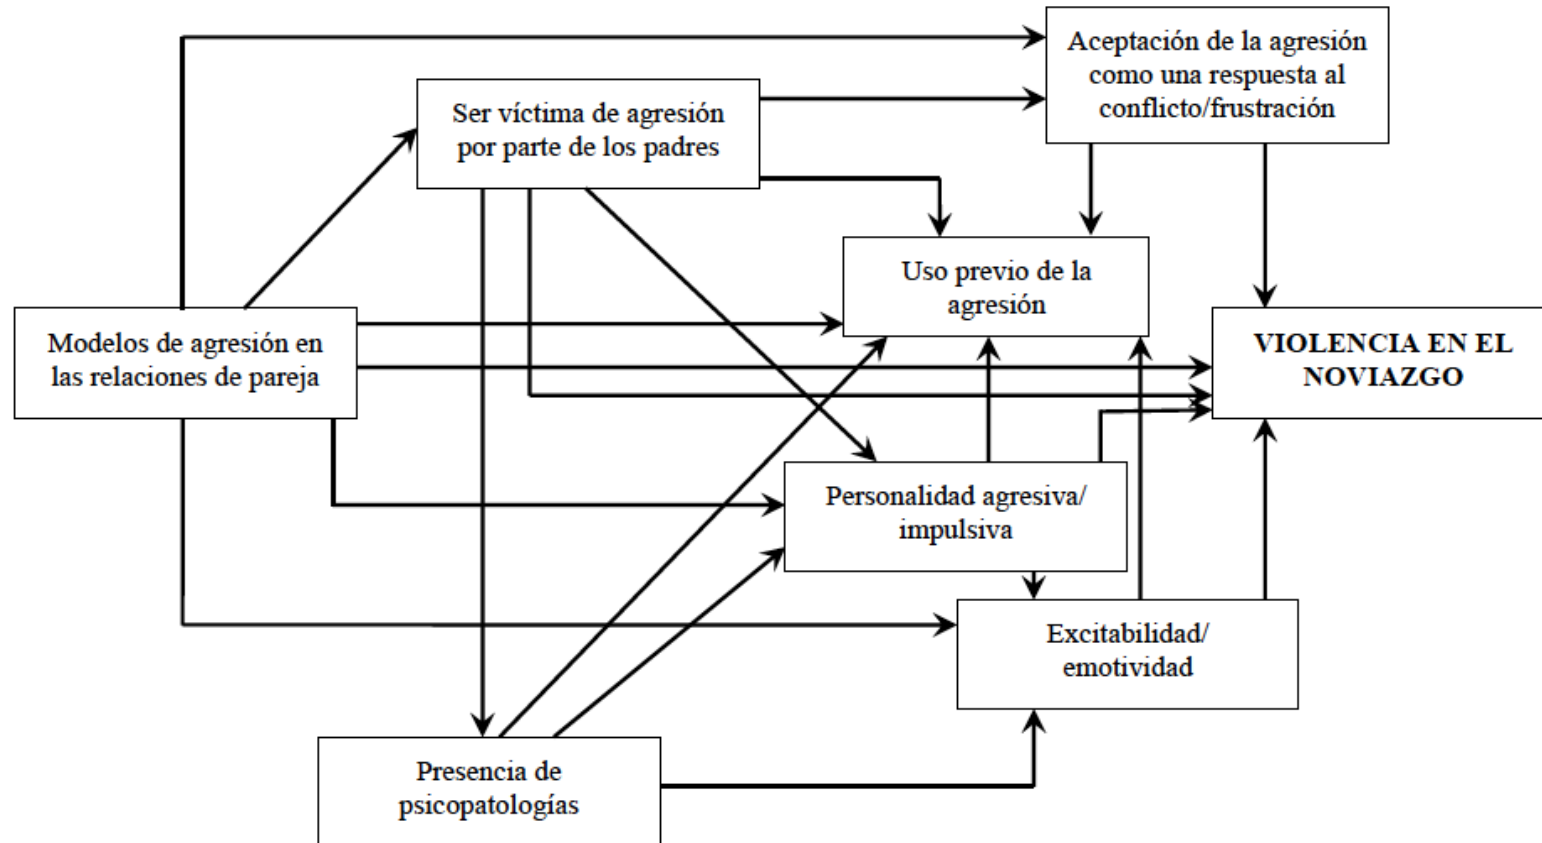 Aceptación de la agresión
como una respuesta al
conflicto/frustración
Ser víctima de agresión
por parte de los padres
Uso previo de la
agresión
Modelos de agresión en
las relaciones de pareja
VIOLENCIA EN EL
NOVIAZGO
Personalidad agresiva/
impulsiva
Excitabilidad/
emotividad
Presencia de
psicopatologías